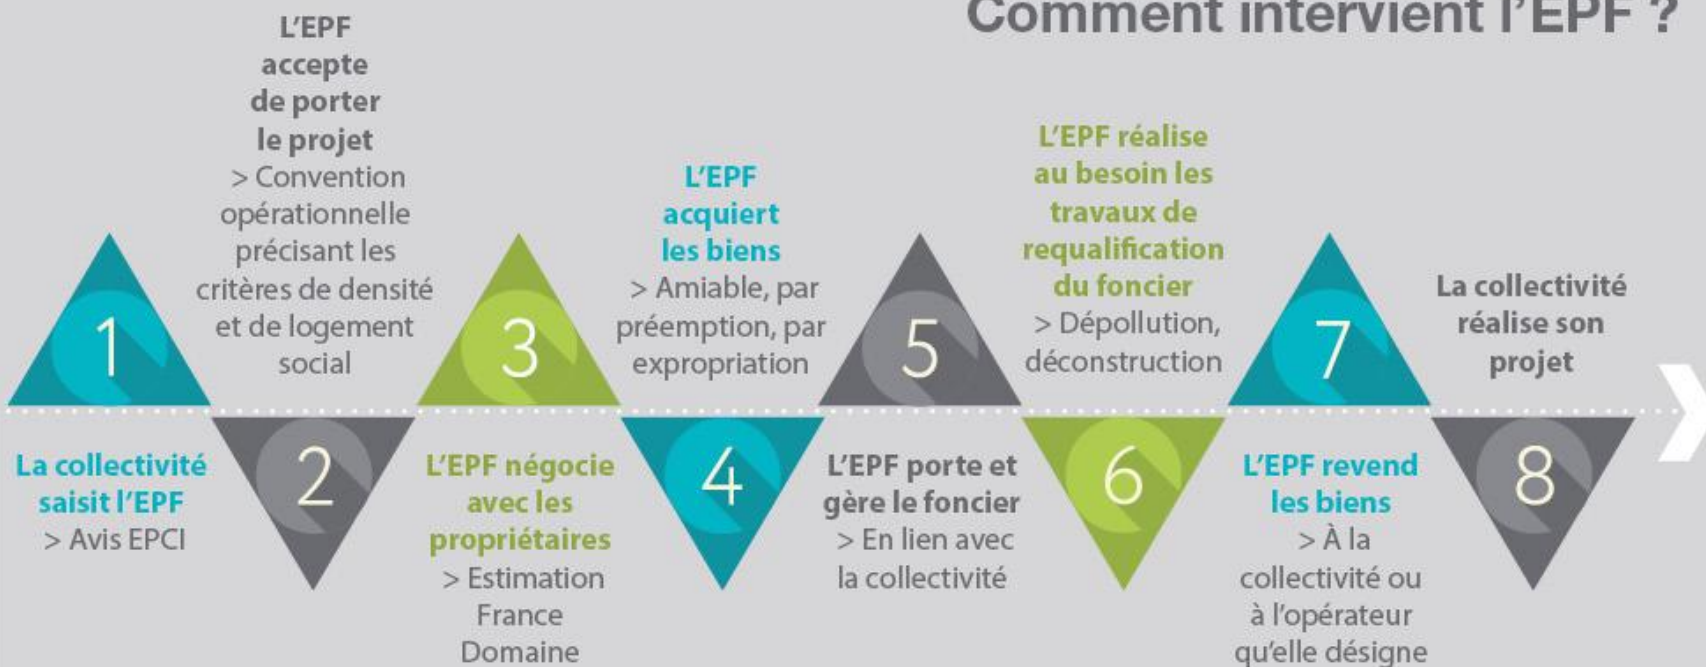 Comment intervient l'EPF ?
1
La collectivité
saisit l'EPF
> Avis EPCI
L'EPF
accepte
de porter
le projet
> Convention
opérationnelle
précisant les
critères de densité
et de logement
social
2
3
L'EPF négocie
avec les
propriétaires
> Estimation
France
Domaine
L'EPF
acquiert
les biens
> Amiable, par
préemption, par
expropriation
4
5
L'EPF porte et
gère le foncier
> En lien avec
la collectivité
L'EPF réalise
au besoin les
travaux de
requalification
du foncier
> Dépollution,
déconstruction
6
7
L'EPF revend
les biens
> À la
collectivité ou
à l'opérateur
qu'elle désigne
La collectivité
réalise son
projet
8